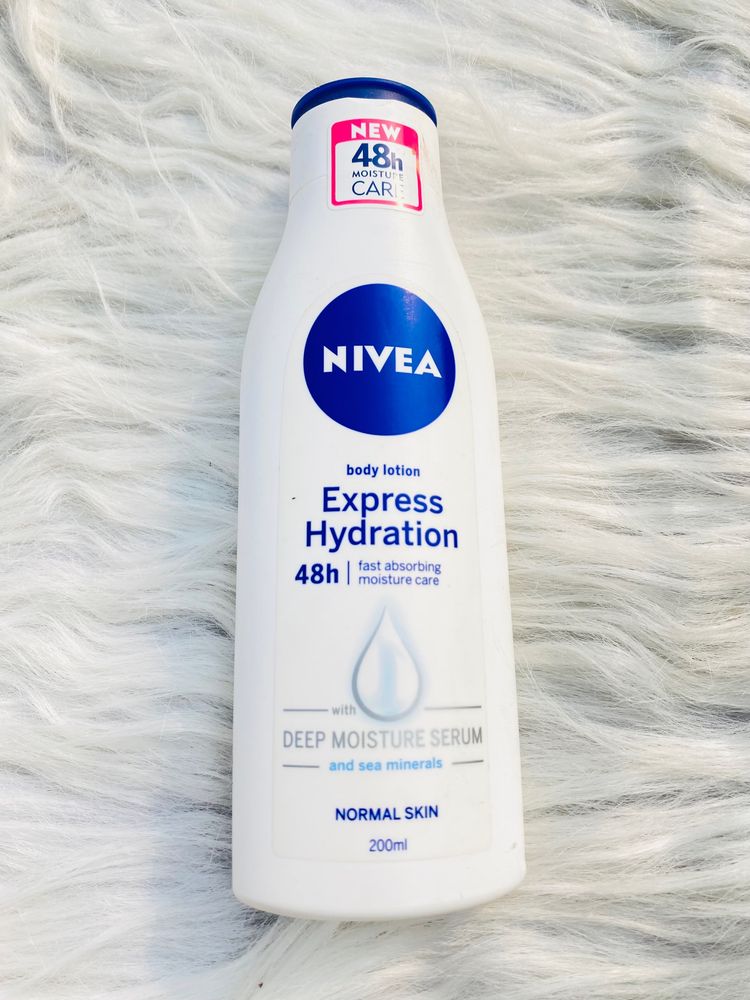 NEW
48h
MOISTURE
CARE
NIVEA
body lotion
Express
Hydration
48h | fast absorbing
moisture care
with
DEEP MOISTURE SERUM
and sea minerals
NORMAL SKIN
200ml